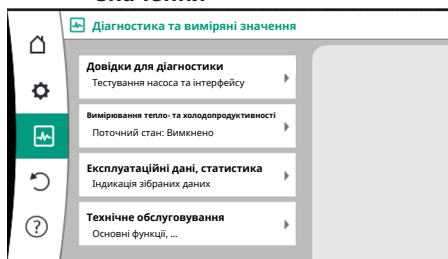 Діагностика та виміряні значення
Довідки для діагностики
Тестування насоса та інтерфейсу
Вимірювання тепло- та холодопродуктивності
Поточний стан: Вимкнено
Експлуатаційні дані, статистика
Індикація зібраних даних
Технічне обслуговування
Основні функції, ...
?